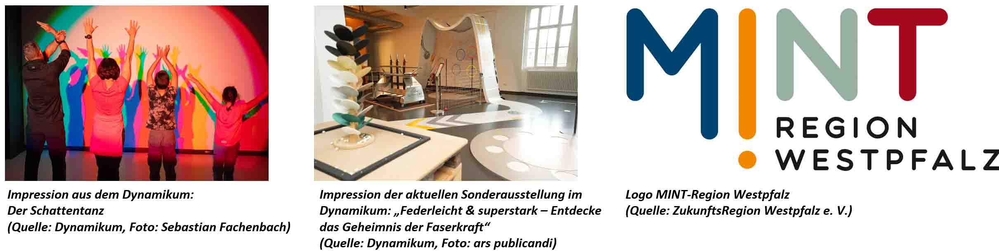 MINT
REGION
WESTPFALZ
Impression aus dem Dynamikum:
Der Schattentanz
(Quelle: Dynamikum, Foto: Sebastian Fachenbach)
Impression der aktuellen Sonderausstellung im
Dynamikum: „Federleicht & superstark – Entdecke
das Geheimnis der Faserkraft“
(Quelle: Dynamikum, Foto: ars publicandi)
Logo MINT-Region Westpfalz
(Quelle: ZukunftsRegion Westpfalz e. V.)